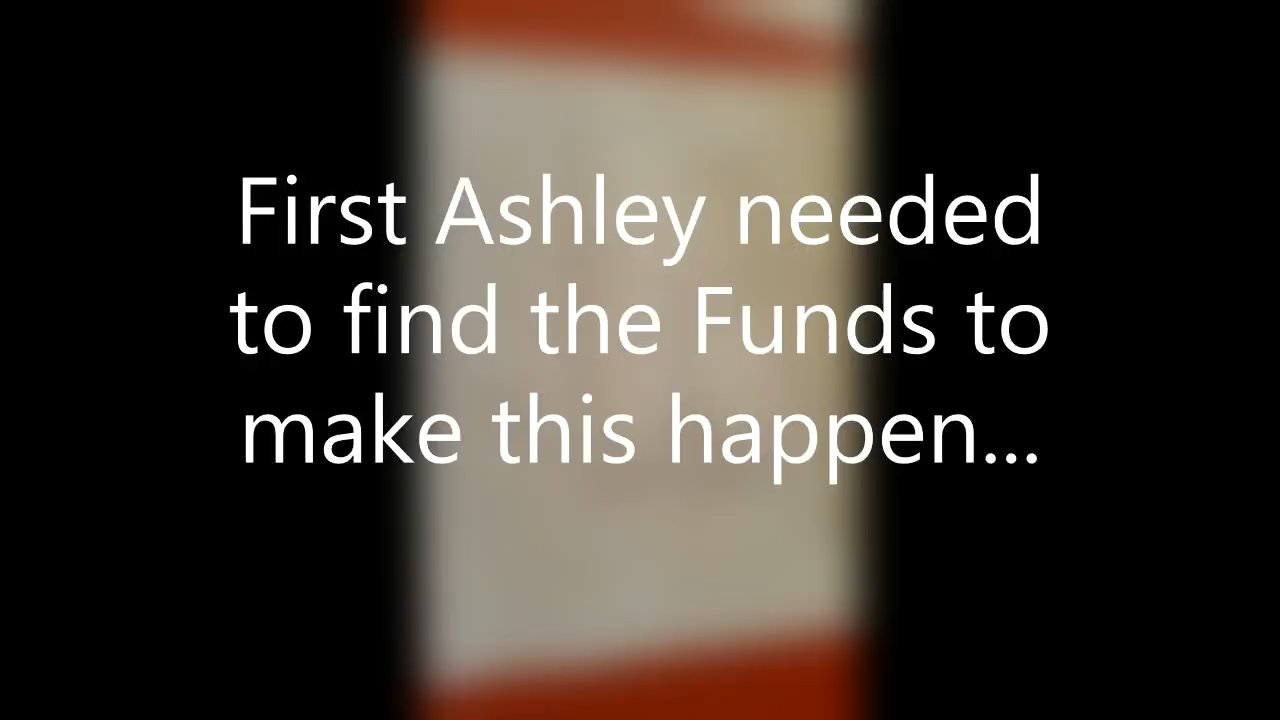 First Ashley needed
to find the Funds to
make this happen...